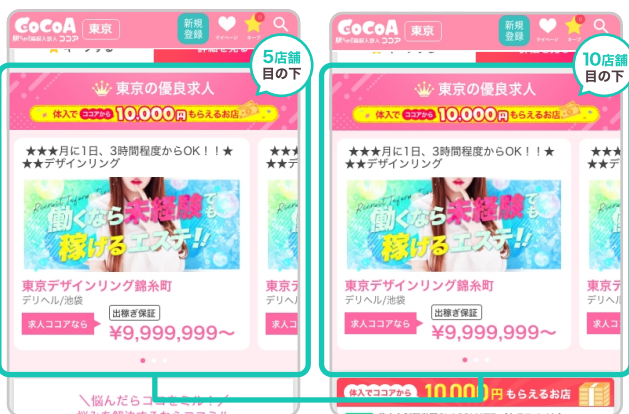 COCOA
東京
新規
登録
マイページ
キープ
5店舗
目の下
東京の優良求人
体入で ココアから 10,000円 もらえるお店
★★★月に1日、3時間程度からOK！！★
★★デザインリング
働くなら未経験でも
稼げるエステ!!
東京デザインリング錦糸町
デリヘル/池袋
求人ココアなら
出稼ぎ保証
¥9,999,999～
＼悩んだらココミル！／
COCOA
東京
新規
登録
マイページ
キープ
10店舗
目の下
東京の優良求人
体入で ココアから 10,000円 もらえるお店
★★★月に1日、3時間程度からOK！！★
★★デザインリング
働くなら未経験でも
稼げるエステ!!
東京デザインリング錦糸町
デリヘル/池袋
求人ココアなら
出稼ぎ保証
¥9,999,999～
体入でココアから 10,000円もらえるお店